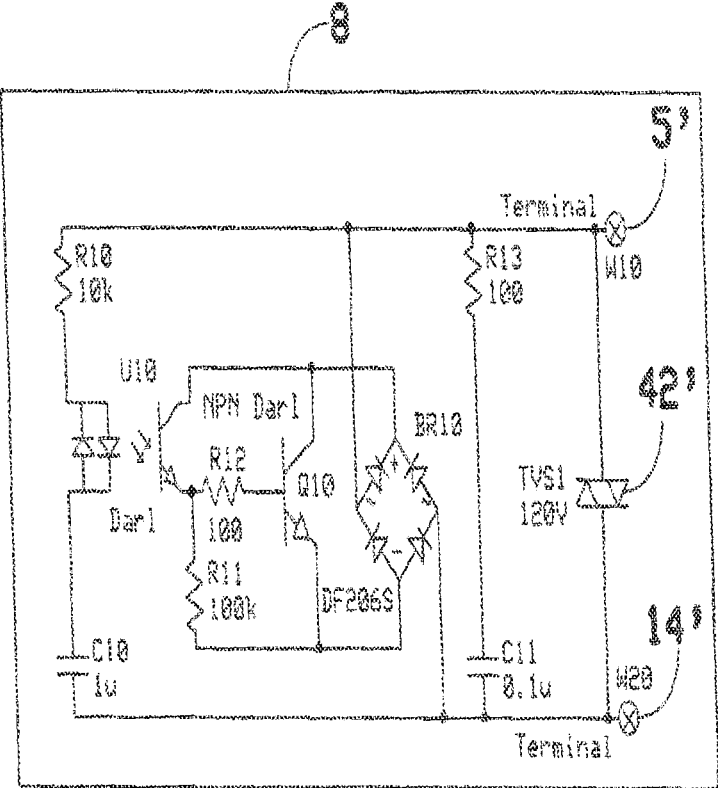 8
5'
Terminal
W10
R10
10k
R13
100
U10
NPN Darl
BR10
42'
R12
Q10
TVS1
120V
Darl
100
R11
100k
DF206S
14'
C10
1u
C11
0.1u
W20
Terminal